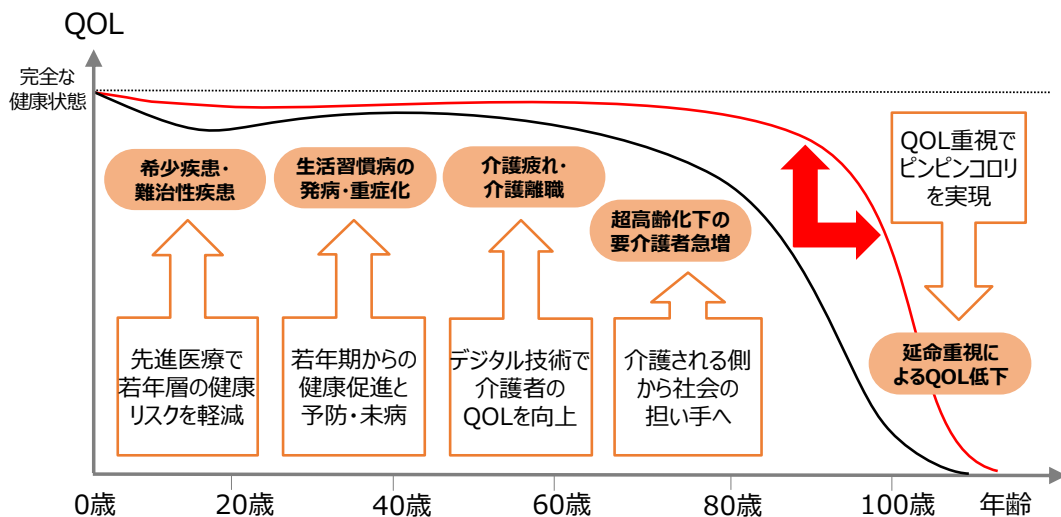 QOL
完全な
健康状態
希少疾患・
難治性疾患
生活習慣病の
発病・重症化
介護疲れ・
介護離職
超高齢化下の
要介護者急増
QOL重視で
ピンピンコロリ
を実現
先進医療で
若年層の健康
リスクを軽減
若年期からの
健康促進と
予防・未病
デジタル技術で
介護者の
QOLを向上
介護される側
から社会の
担い手へ
延命重視に
よるQOL低下
0歳
20歳
40歳
60歳
80歳
100歳
年齢